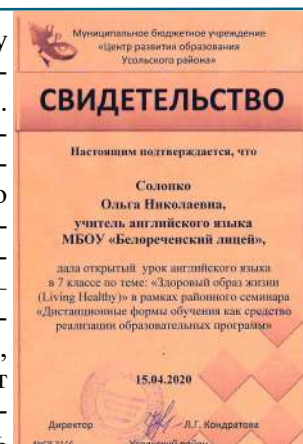 Муниципальное бюджетное учреждение
«Центр развития образования
Усольского района»
СВИДЕТЕЛЬСТВО
Настоящим подтверждается, что
Солопко
Ольга Николаевна,
учитель английского языка
МБОУ «Белореченский лицей»,
дала открытый урок английского языка
в 7 классе по теме: «Здоровый образ жизни
(Living Healthy)» в рамках районного семинара
«Дистанционные формы обучения как средство
реализации образовательных программ»
15.04.2020
Директор
Л.Г. Кондратова